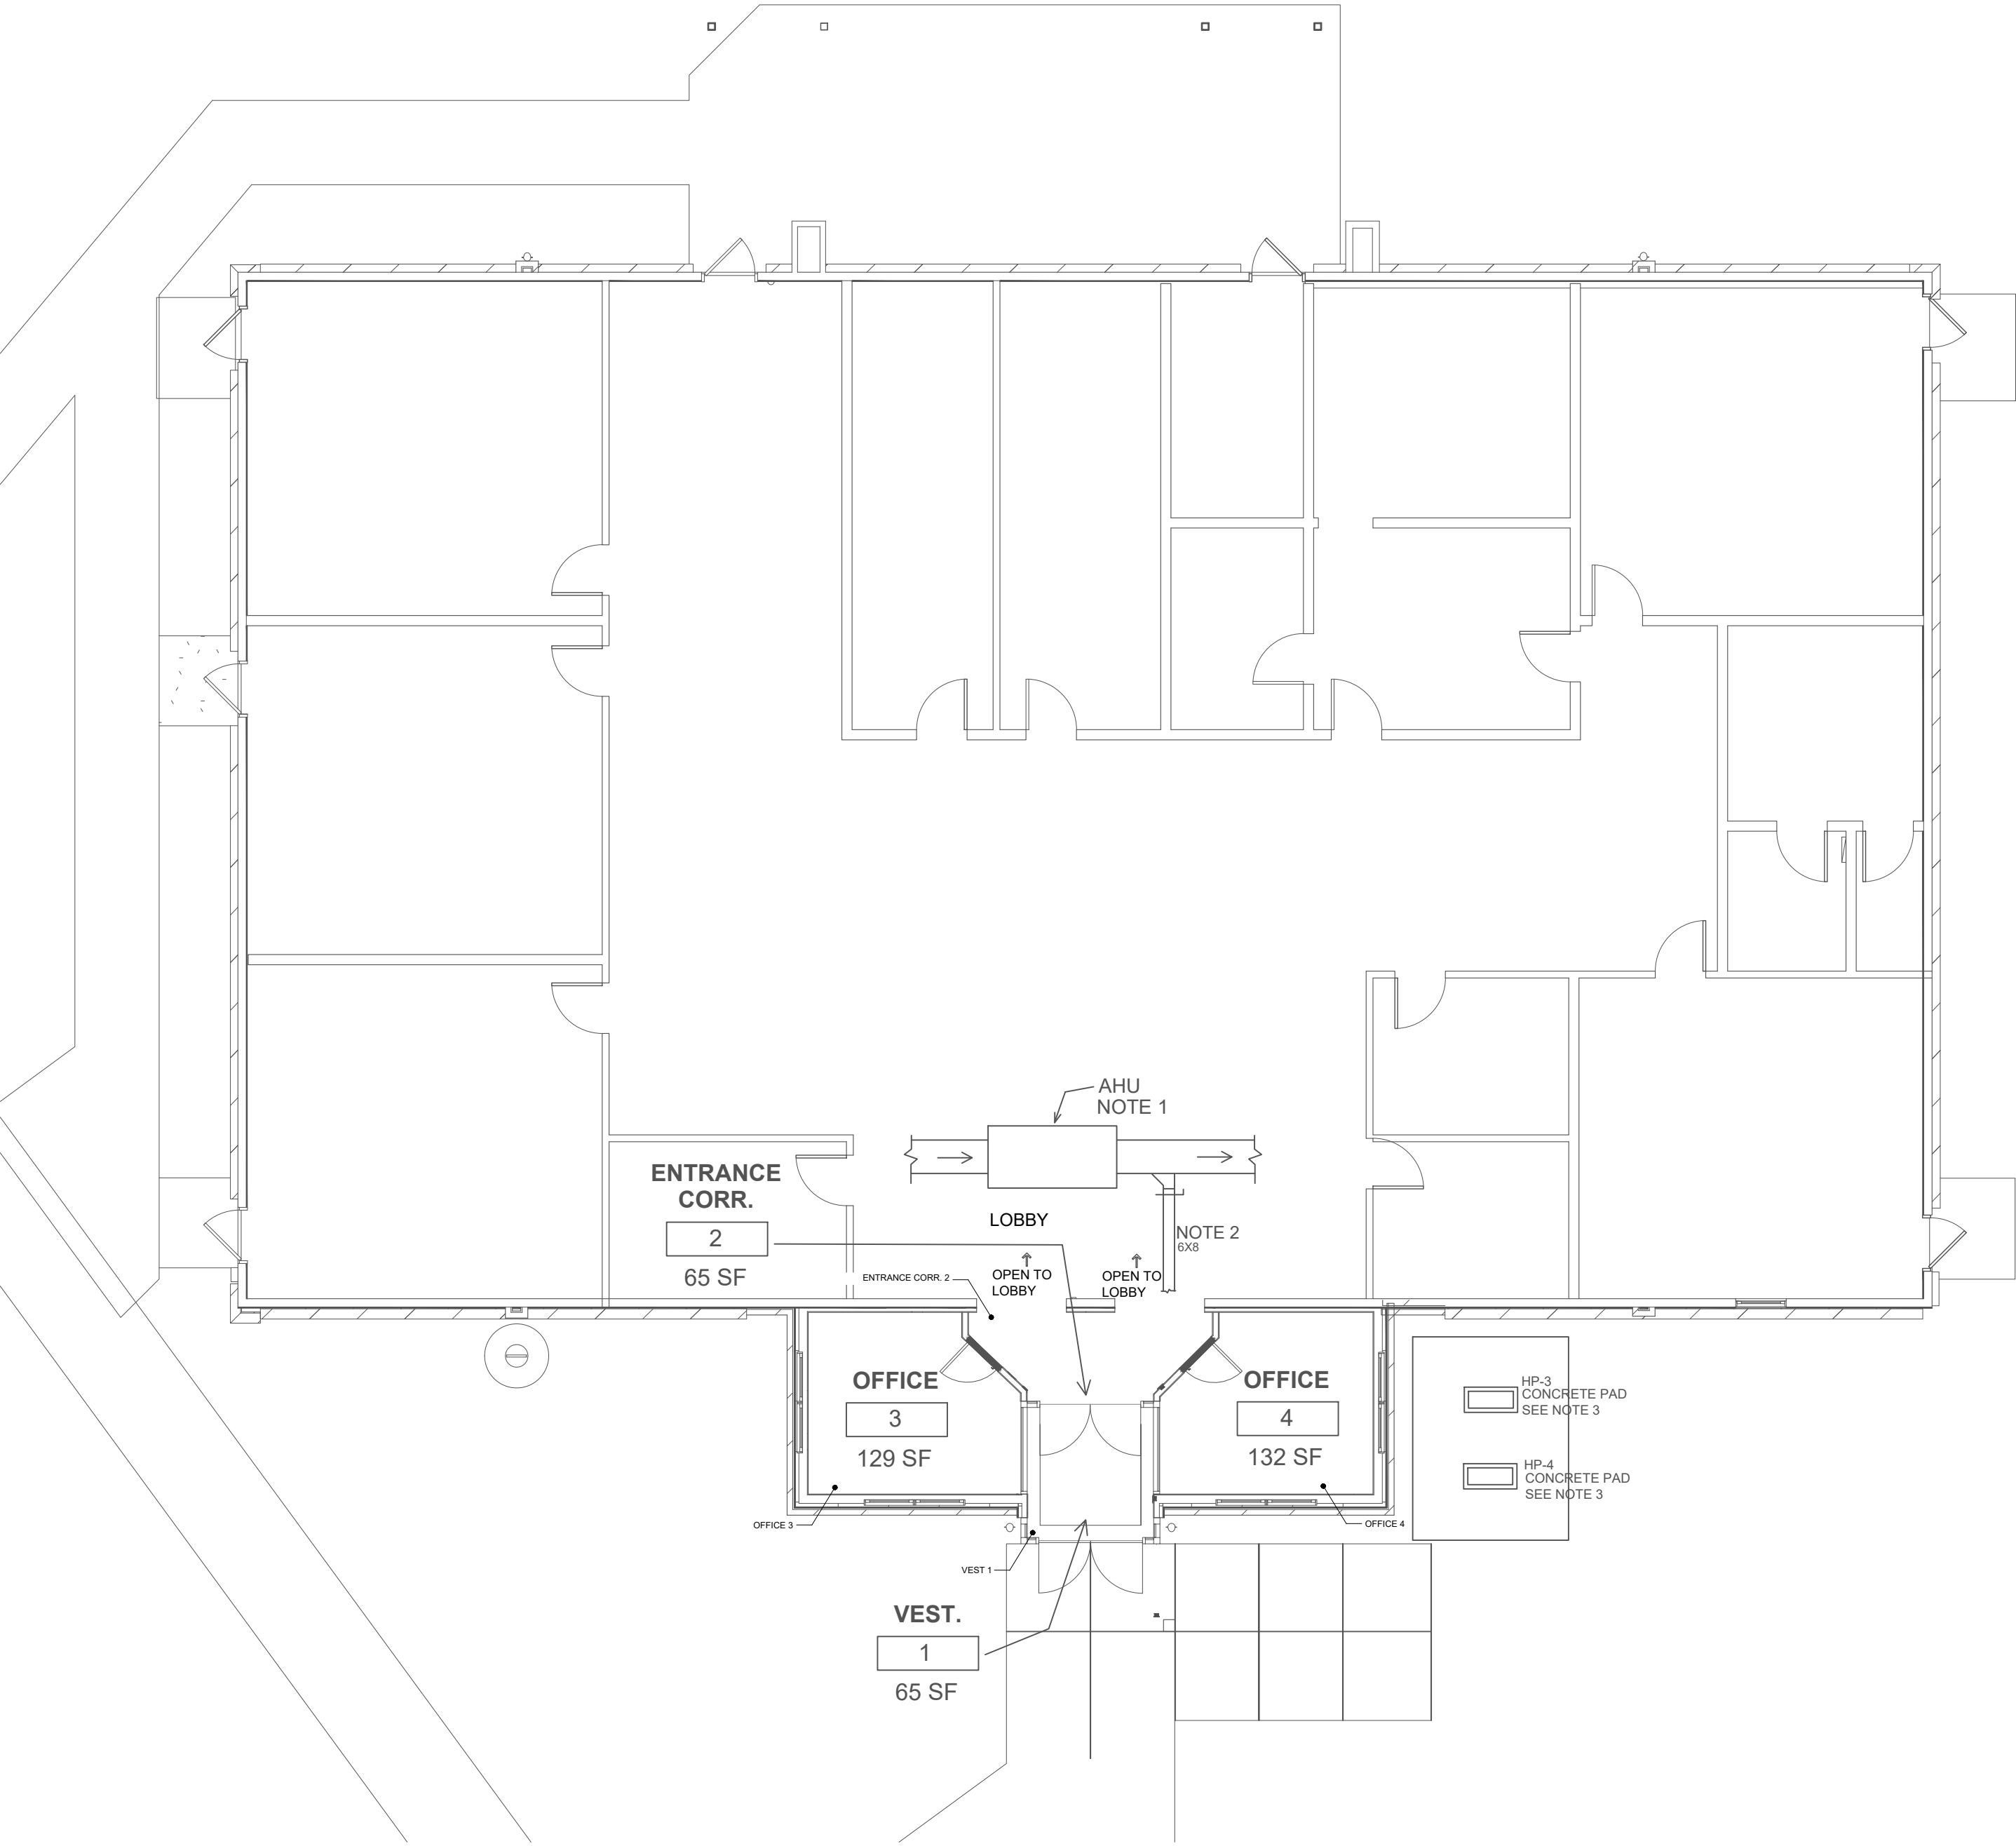 AHU
NOTE 1
ENTRANCE
CORR.
2
65 SF
LOBBY
NOTE 2
6X8
OPEN TO
LOBBY
OPEN TO
LOBBY
ENTRANCE CORR. 2
OFFICE
3
129 SF
OFFICE
4
132 SF
HP-3
CONCRETE PAD
SEE NOTE 3
HP-4
CONCRETE PAD
SEE NOTE 3
OFFICE 3
OFFICE 4
VEST 1
VEST.
1
65 SF